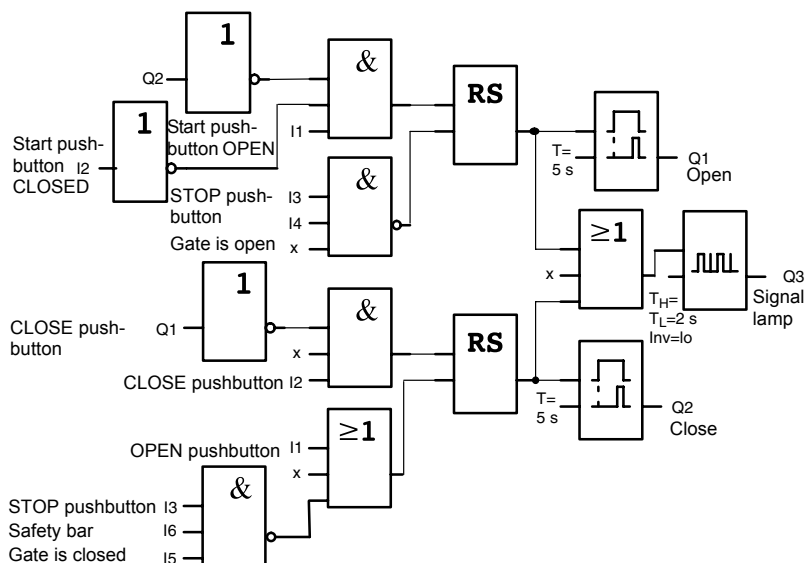 1
Q2
&
RS
1
Start push-
button OPEN
Start push-
button
CLOSED
I2
I1
T=
5 s
Q1
Open
&
STOP push-
button
I3
I4
Gate is open
x
≥1
x
Q3
Signal
lamp
TH=
TL=2 s
Inv=lo
1
CLOSE push-
button
Q1
&
x
CLOSE pushbutton I2
RS
T=
5 s
Q2
Close
OPEN pushbutton I1
x
≥1
&
STOP pushbutton I3
Safety bar I6
Gate is closed I5